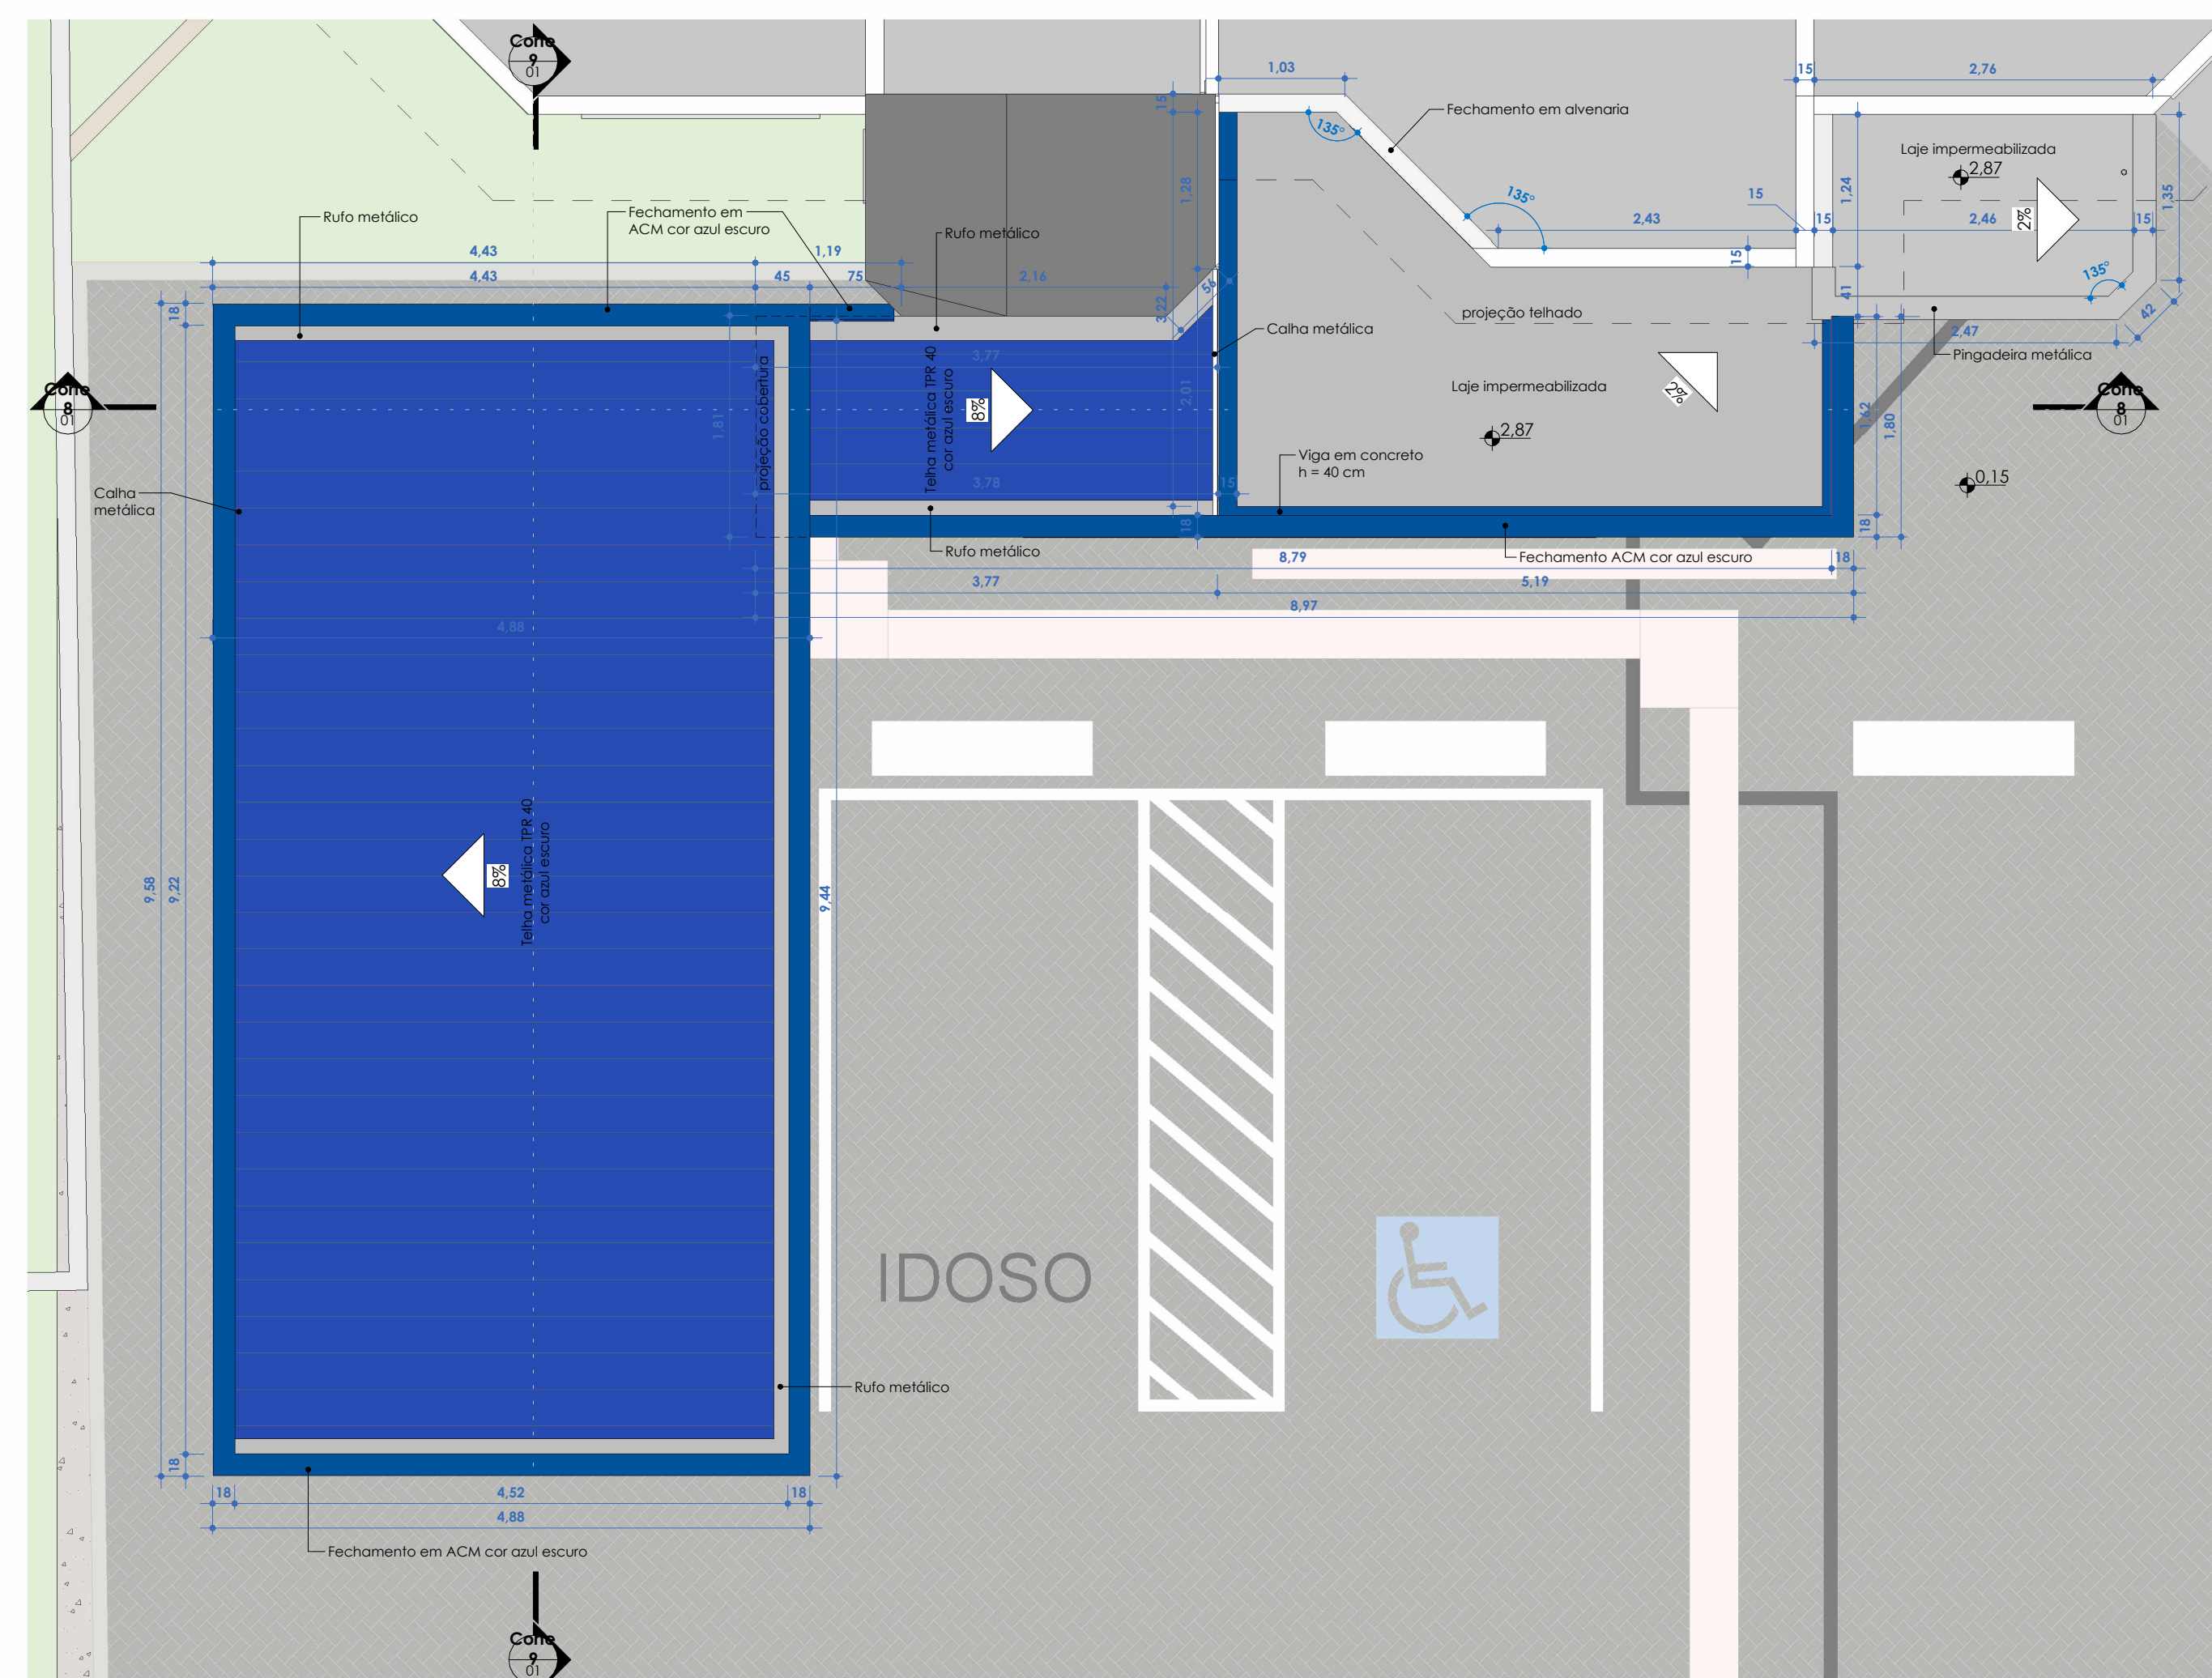 Corte
9
01
1,03
15
2,76
15
Fechamento em alvenaria
135°
Laje impermeabilizada
2,87
1,28
135°
15
1,24
2%
1,35
Rufo metálico
Fechamento em
ACM cor azul escuro
Rufo metálico
2,43
15
2,46
15
4,43
1,19
15
4,43
45
75
2,16
56
135°
41
18
3,22
projeção telhado
42
Calha metálica
2,47
3,77
Pingadeira metálica
Corte
8
01
projeção cobertura
Telha metálica TPR 40
cor azul escuro
8%
2,01
Laje impermeabilizada
2%
Corte
8
01
1,81
1,62
1,80
2,87
Viga em concreto
h = 40 cm
0,15
Calha
metálica
3,78
15
18
18
Rufo metálico
8,79
Fechamento ACM cor azul escuro
18
3,77
5,19
8,97
4,88
9,58
9,22
8%
Telha metálica TPR 40
cor azul escuro
9,44
IDOSO
Rufo metálico
18
18
4,52
18
4,88
Fechamento em ACM cor azul escuro
Corte
9
01